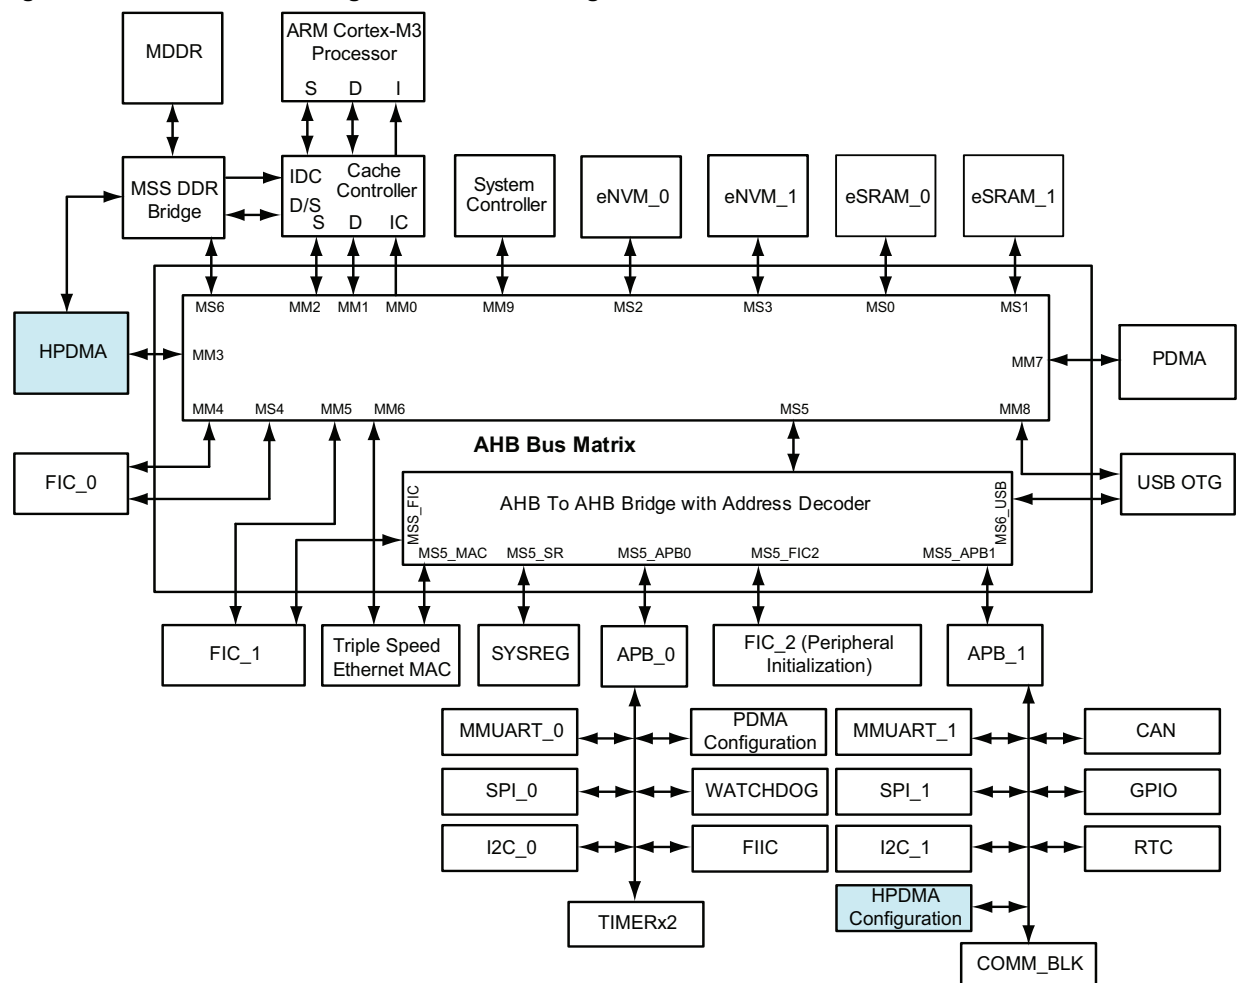 MDDR
ARM Cortex-M3
Processor
S D I
MSS DDR
Bridge
IDC
D/S
Cache
Controller
S D IC
System
Controller
eNVM_0
eNVM_1
eSRAM_0
eSRAM_1
MS6 MM2 MM1 MM0 MM9 MS2 MS3 MS0 MS1
HPDMA
MM3
MM7
PDMA
MM4 MS4 MM5 MM6 MS5 MM8
AHB Bus Matrix
FIC_0
USB OTG
MSS_FIC
AHB To AHB Bridge with Address Decoder
MS6_USB
MS5_MAC MS5_SR MS5_APB0 MS5_FIC2 MS5_APB1
FIC_1
Triple Speed
Ethernet MAC
SYSREG
APB_0
FIC_2 (Peripheral
Initialization)
APB_1
MMUART_0
PDMA
Configuration
MMUART_1
CAN
SPI_0
WATCHDOG
SPI_1
GPIO
I2C_0
FIIC
I2C_1
RTC
HPDMA
Configuration
TIMERx2
COMM_BLK